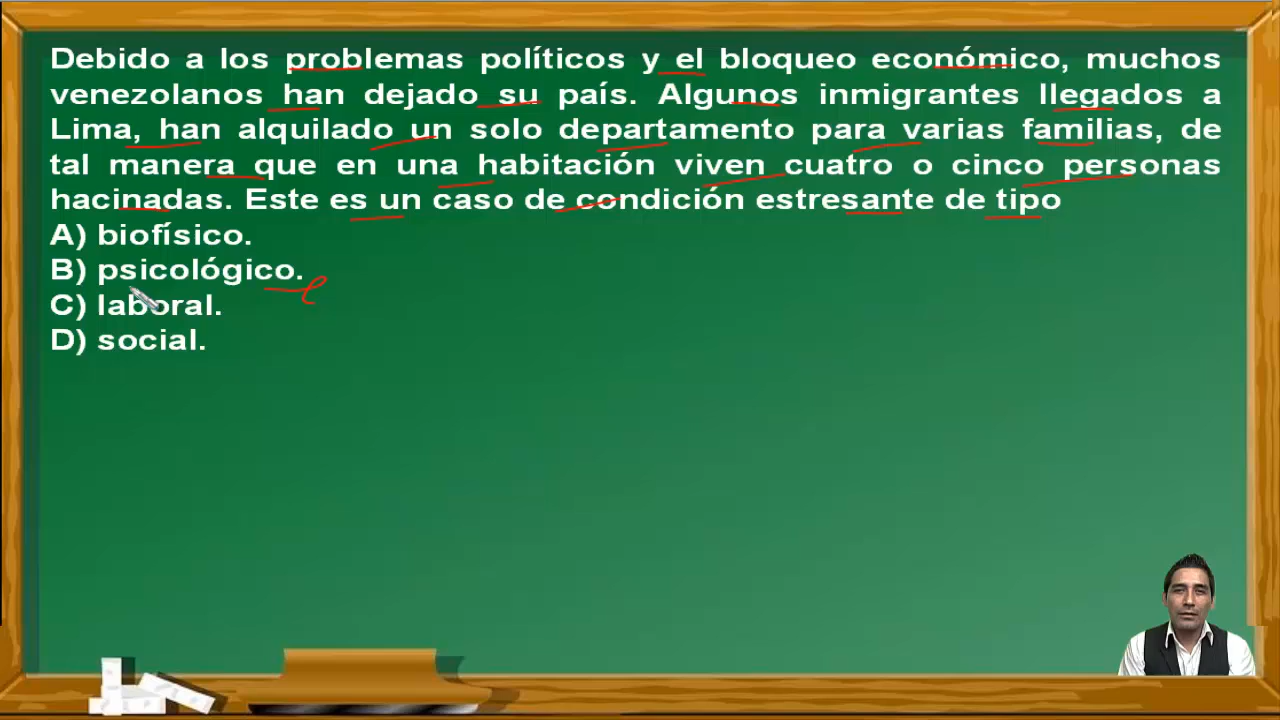 Debido a los problemas políticos y el bloqueo económico, muchos
venezolanos han dejado su país. Algunos inmigrantes llegados a
Lima, han alquilado un solo departamento para varias familias, de
tal manera que en una habitación viven cuatro o cinco personas
hacinadas. Este es un caso de condición estresante de tipo
A) biofísico.
B) psicológico.
C) laboral.
D) social.